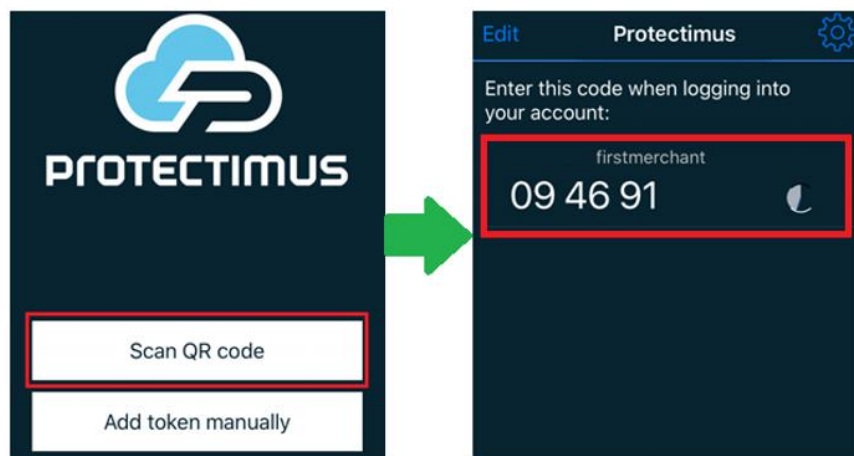 PROTECTIMUS
Scan QR code
Add token manually
Edit
Protectimus
Enter this code when logging into
your account:
firstmerchant
09 46 91